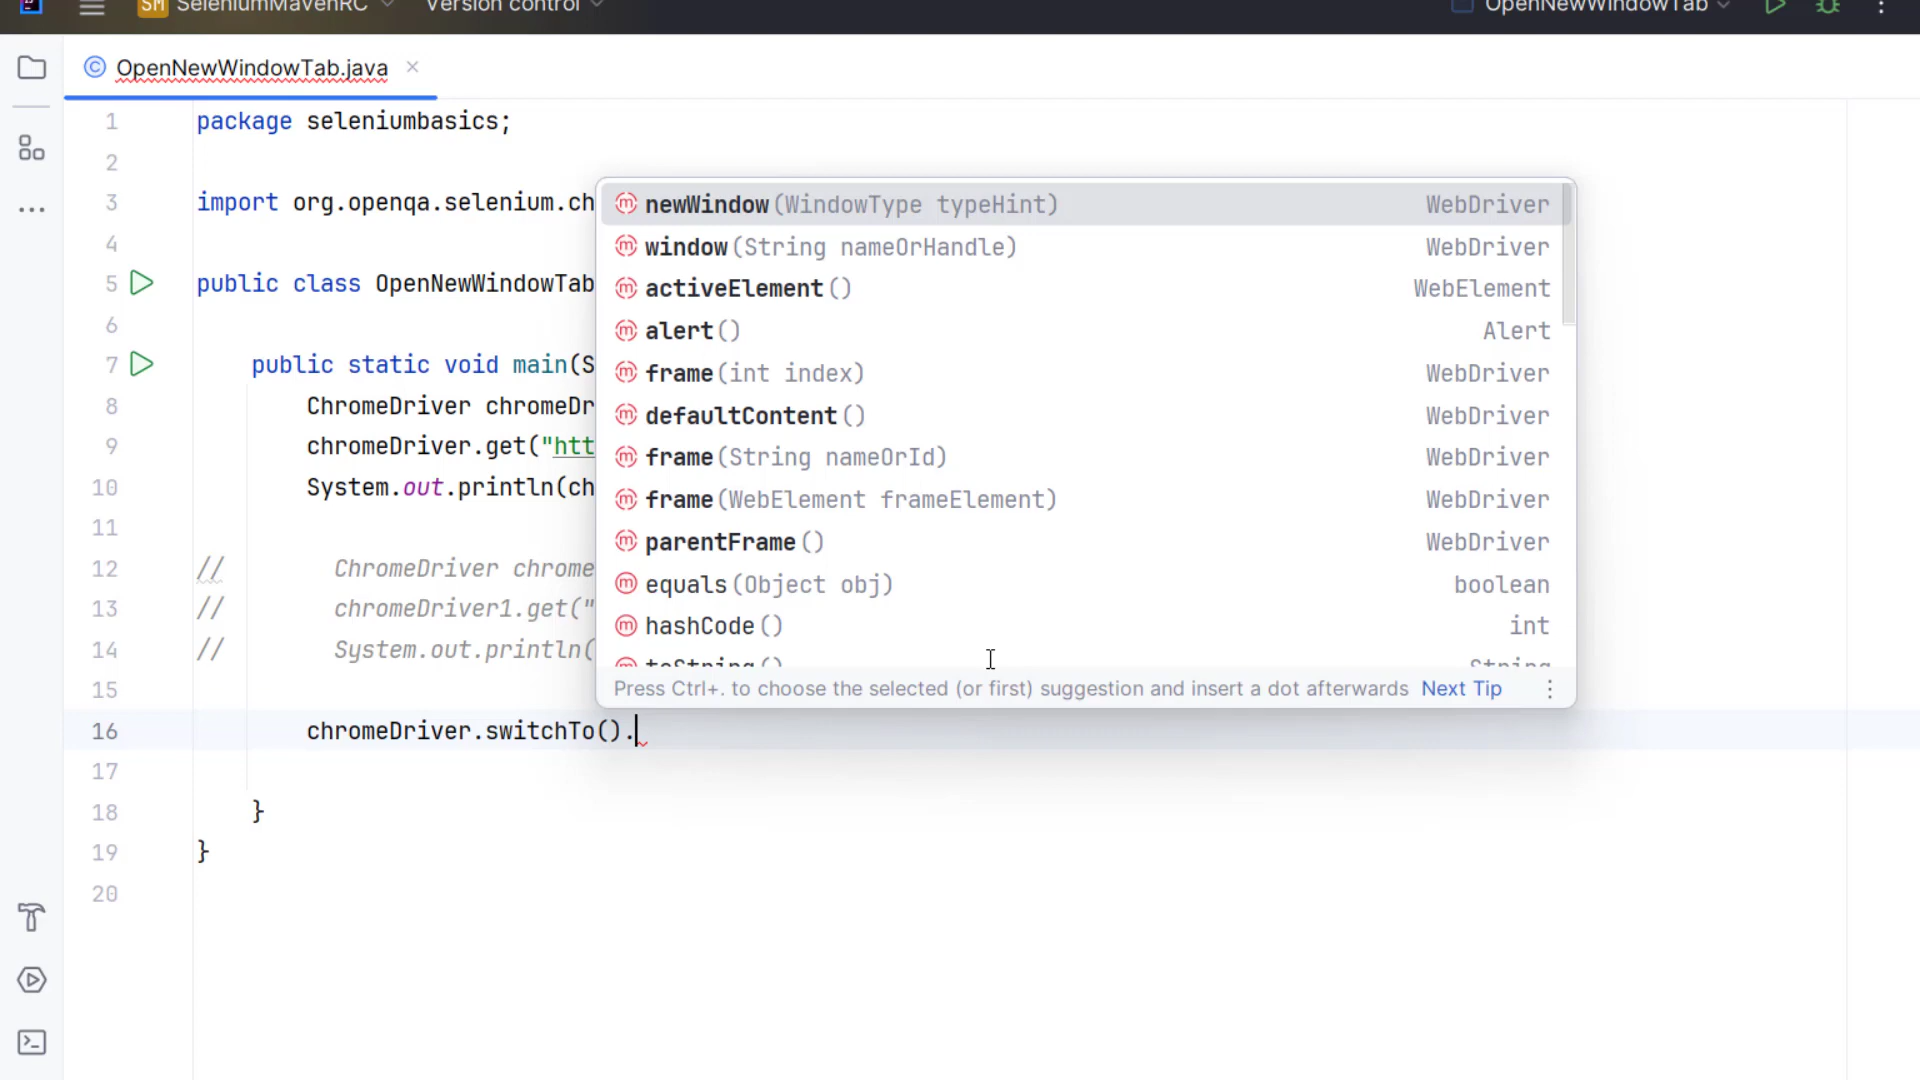 SM SeleniumMavenRC Version control OpenNewWindowTab
OpenNewWindowTab.java
1 package seleniumbasics;
2
3 import org.openqa.selenium.ch
4
5 public class OpenNewWindowTab
6
7 public static void main(S
8 ChromeDriver chromeDr
9 chromeDriver.get("htt
10 System.out.println(ch
11
12 // ChromeDriver chrome
13 // chromeDriver1.get("
14 // System.out.println(
15
16 chromeDriver.switchTo().
17
18 }
19 }
20
newWindow(WindowType typeHint) WebDriver
window(String nameOrHandle) WebDriver
activeElement() WebElement
alert() Alert
frame(int index) WebDriver
defaultContent() WebDriver
frame(String nameOrId) WebDriver
frame(WebElement frameElement) WebDriver
parentFrame() WebDriver
equals(Object obj) boolean
hashCode() int
toString() String
Press Ctrl+. to choose the selected (or first) suggestion and insert a dot afterwards Next Tip